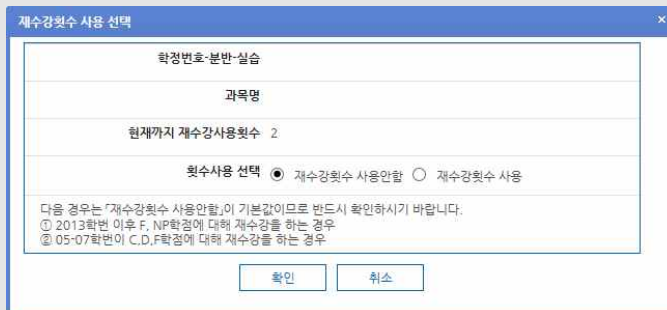 재수강횟수 사용 선택 ×
학정번호-분반-실습
과목명
현재까지 재수강사용횟수 2
횟수사용 선택 재수강횟수 사용안함 재수강횟수 사용
다음 경우는 「재수강횟수 사용안함」이 기본값이므로 반드시 확인하시기 바랍니다.
① 2013학번 이후 F, NP학점에 대해 재수강을 하는 경우
② 05-07학번이 C,D,F학점에 대해 재수강을 하는 경우
확인 취소